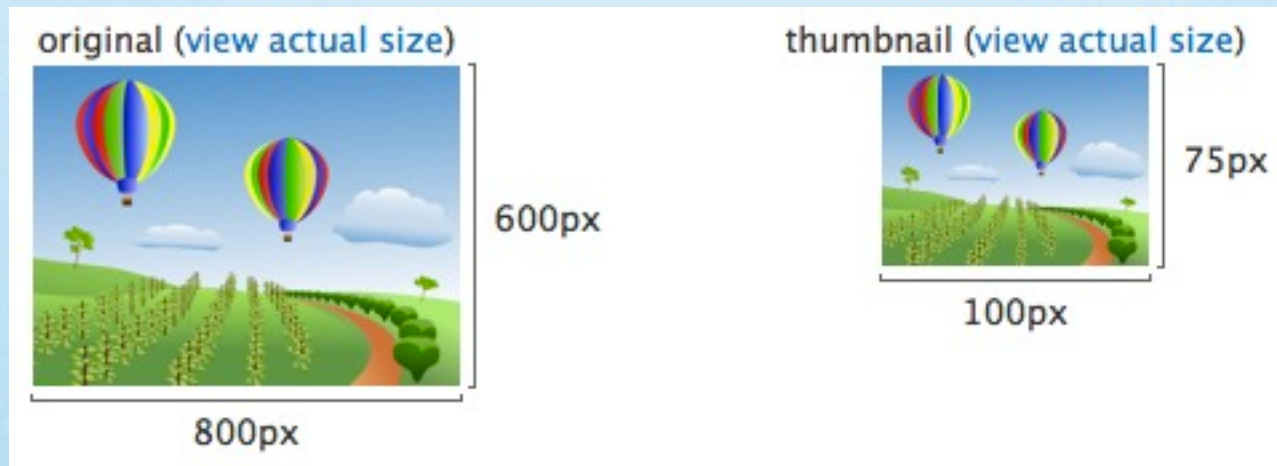 original (view actual size)
600px
800px
thumbnail (view actual size)
75px
100px